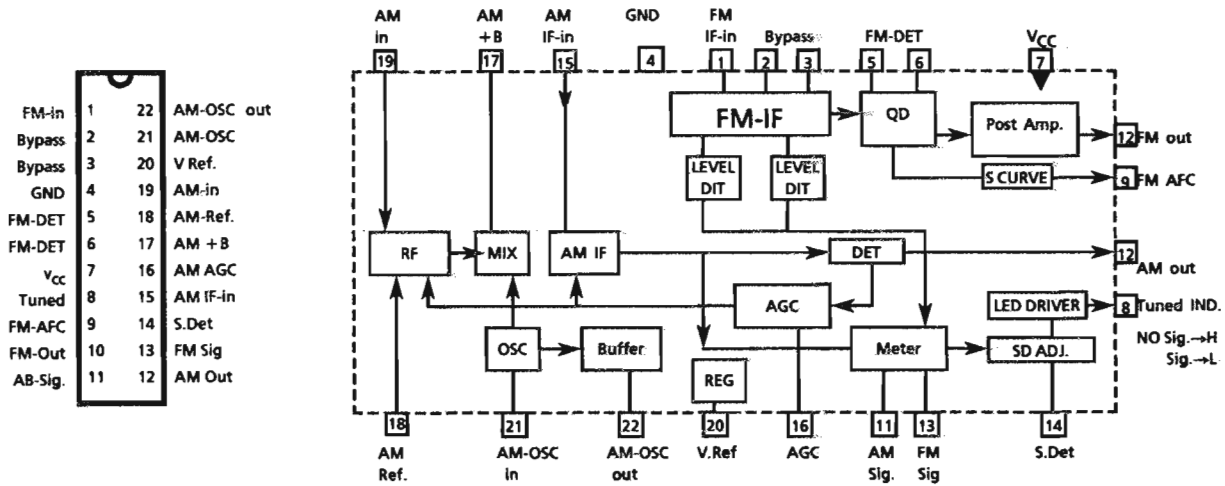 FM-in 1 22 AM-OSC out
Bypass 2 21 AM-OSC
Bypass 3 20 V Ref.
GND 4 19 AM-in
FM-DET 5 18 AM-Ref.
FM-DET 6 17 AM +B
VCC 7 16 AM AGC
Tuned 8 15 AM IF-in
FM-AFC 9 14 S.Det
FM-Out 10 13 FM Sig
AB-Sig. 11 12 AM Out
AM in
19
AM +B
17
AM IF-in
15
GND
4
FM IF-in
1
Bypass
2 3
FM-DET
5 6
VCC
7
FM-IF
QD
Post Amp.
12 FM out
LEVEL DIT
LEVEL DIT
S CURVE
9 FM AFC
RF
MIX
AM IF
DET
12
AM out
AGC
LED DRIVER
8 Tuned IND.
NO Sig.→H
Sig.→L
OSC
Buffer
Meter
SD ADJ.
REG
18
AM Ref.
21
AM-OSC in
22
AM-OSC out
20
V.Ref
16
AGC
11
AM Sig.
13
FM Sig
14
S.Det